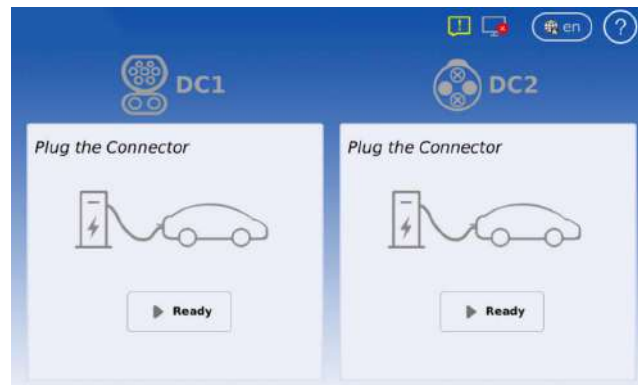 en
?
DC1
DC2
Plug the Connector
Plug the Connector
Ready
Ready